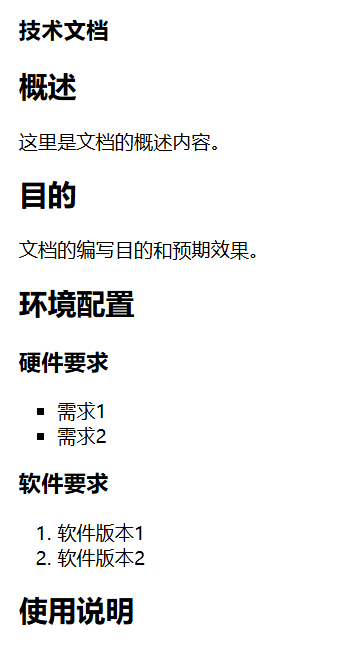 技术文档
概述
这里是文档的概述内容。
目的
文档的编写目的和预期效果。
环境配置
硬件要求
▪ 需求1
▪ 需求2
软件要求
1. 软件版本1
2. 软件版本2
使用说明